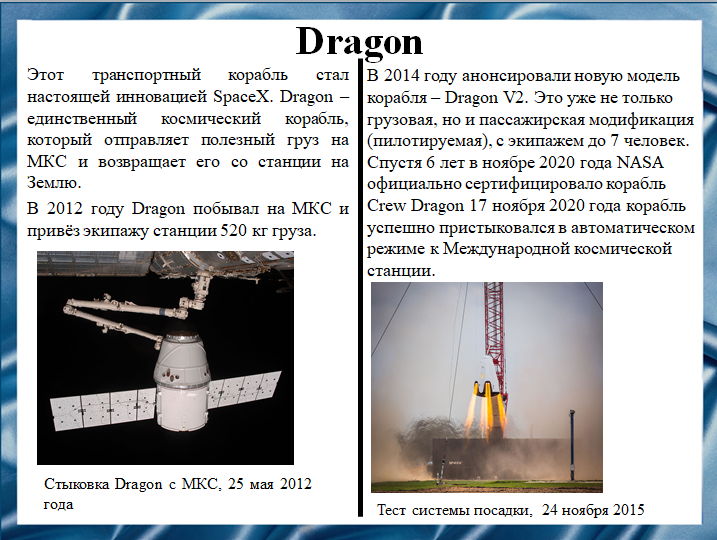 Dragon
Этот транспортный корабль стал
настоящей инновацией SpaceX. Dragon –
единственный космический корабль,
который отправляет полезный груз на
МКС и возвращает его со станции на
Землю.
В 2012 году Dragon побывал на МКС и
привёз экипажу станции 520 кг груза.
Стыковка Dragon с МКС, 25 мая 2012
года
В 2014 году анонсировали новую модель
корабля – Dragon V2. Это уже не только
грузовая, но и пассажирская модификация
(пилотируемая), с экипажем до 7 человек.
Спустя 6 лет в ноябре 2020 года NASA
официально сертифицировало корабль
Crew Dragon 17 ноября 2020 года корабль
успешно пристыковался в автоматическом
режиме к Международной космической
станции.
Тест системы посадки, 24 ноября 2015